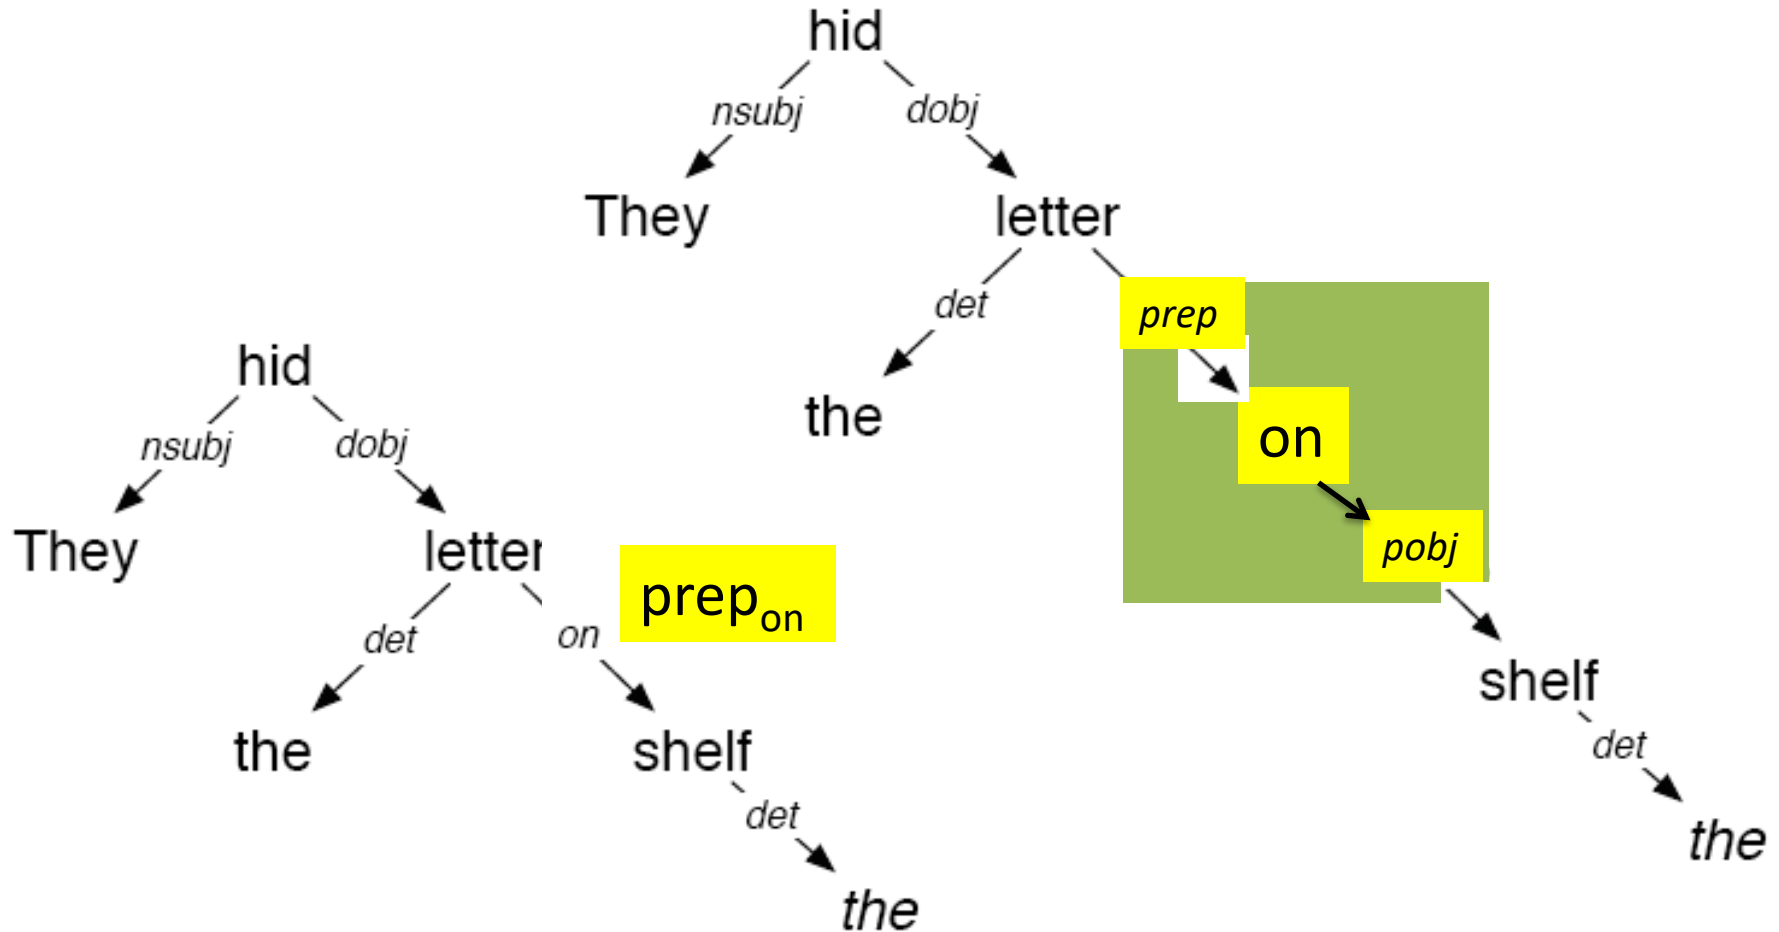 hid
nsubj dobj
They letter
det prep
the on
pobj
shelf
det
the
hid
nsubj dobj
They letter
prepon
det on
the shelf
det
the